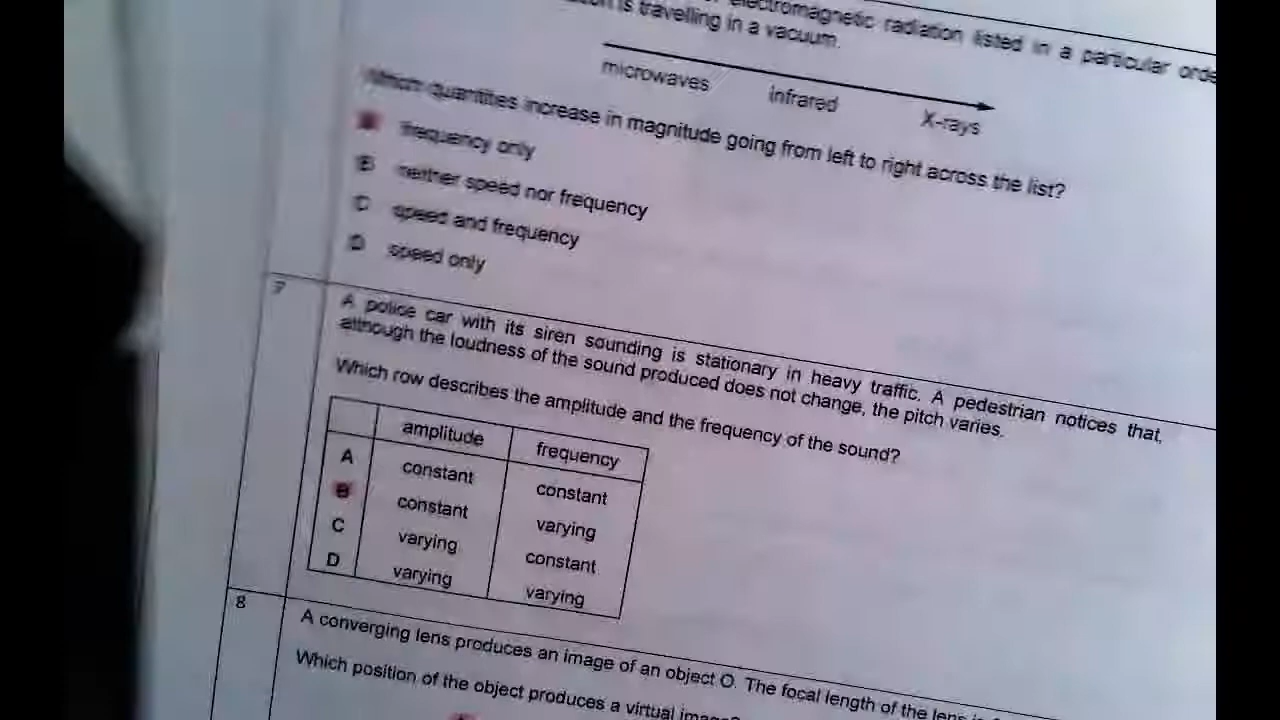 electromagnetic radiation listed in a particular
is travelling in a vacuum.
microwaves infrared X-rays
Which quantities increase in magnitude going from left to right across the list?
frequency only
B neither speed nor frequency
C speed and frequency
D speed only
7
A police car with its siren sounding is stationary in heavy traffic. A pedestrian notices that,
although the loudness of the sound produced does not change, the pitch varies.
Which row describes the amplitude and the frequency of the sound?
amplitude frequency
A constant constant
B constant varying
C varying constant
D varying varying
8
A converging lens produces an image of an object O. The focal length of the lens
Which position of the object produces a virtual image?